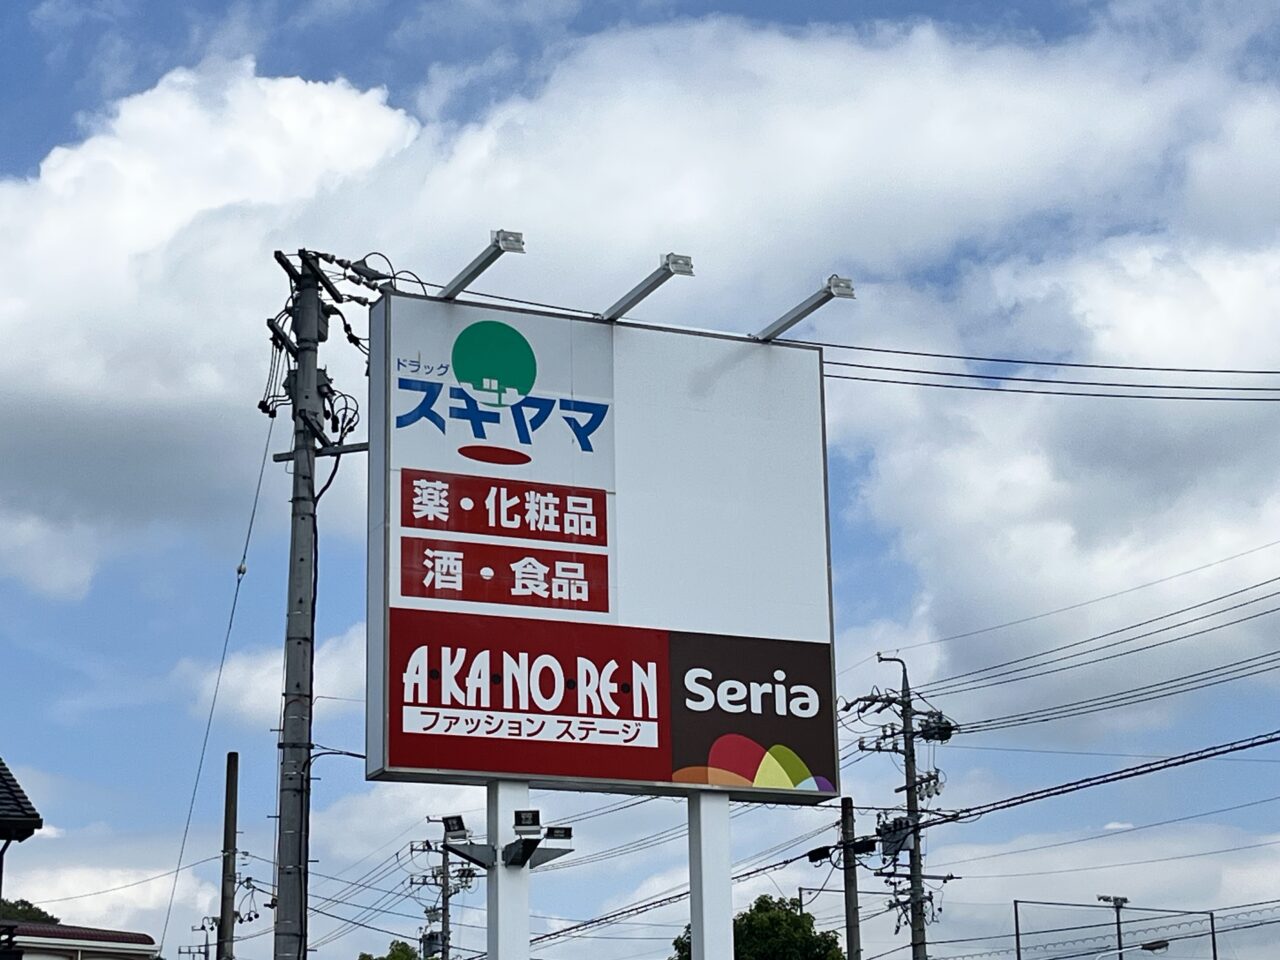 ドラッグ
スギヤマ
薬・化粧品
酒・食品
A・KA・NO・RE・N
ファッション ステージ
Seria